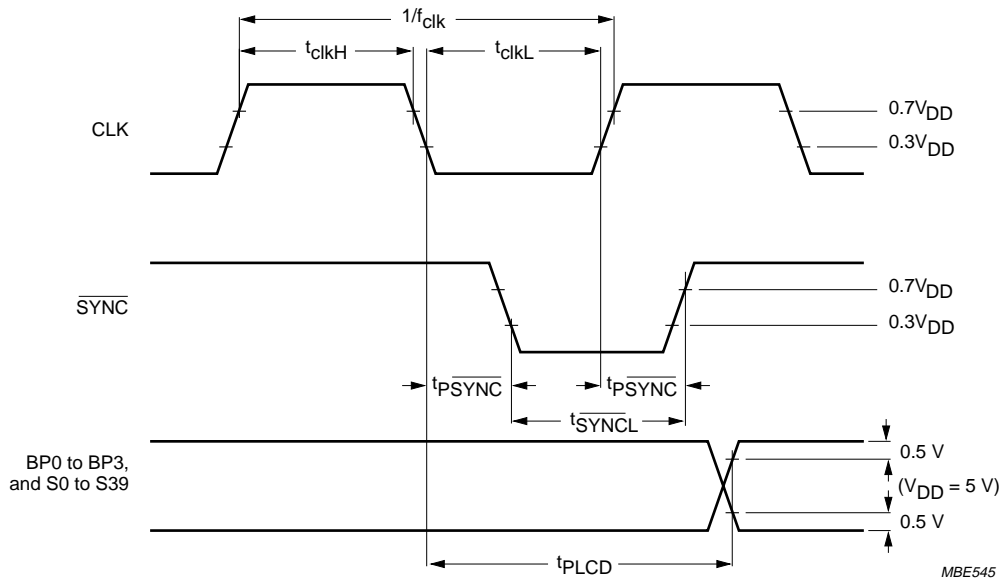 1/fclk
tclkH
tclkL
CLK
0.7VDD
0.3VDD
SYNC
0.7VDD
0.3VDD
tPSYNC
tPSYNC
tSYNCL
BP0 to BP3,
and S0 to S39
0.5 V
(VDD = 5 V)
0.5 V
tPLCD
MBE545